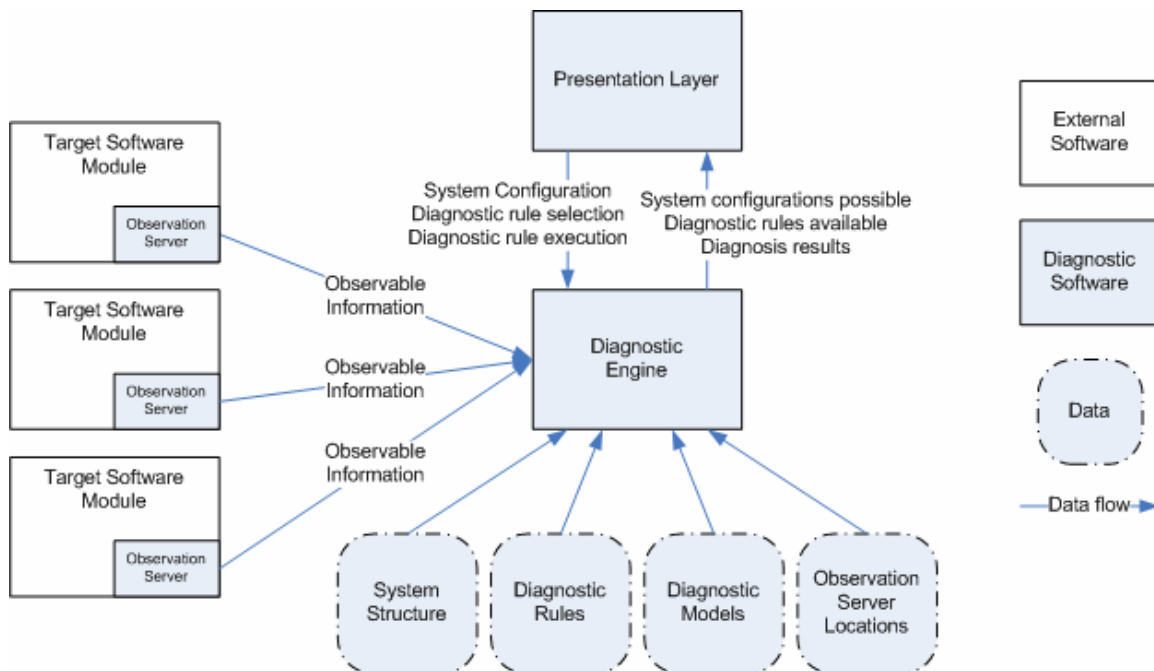 Presentation Layer
Target Software
Module
Observation
Server
Target Software
Module
Observation
Server
Target Software
Module
Observation
Server
System Configuration
Diagnostic rule selection
Diagnostic rule execution
System configurations possible
Diagnostic rules available
Diagnosis results
Observable
Information
Observable
Information
Observable
Information
Diagnostic
Engine
System
Structure
Diagnostic
Rules
Diagnostic
Models
Observation
Server
Locations
External
Software
Diagnostic
Software
Data
Data flow